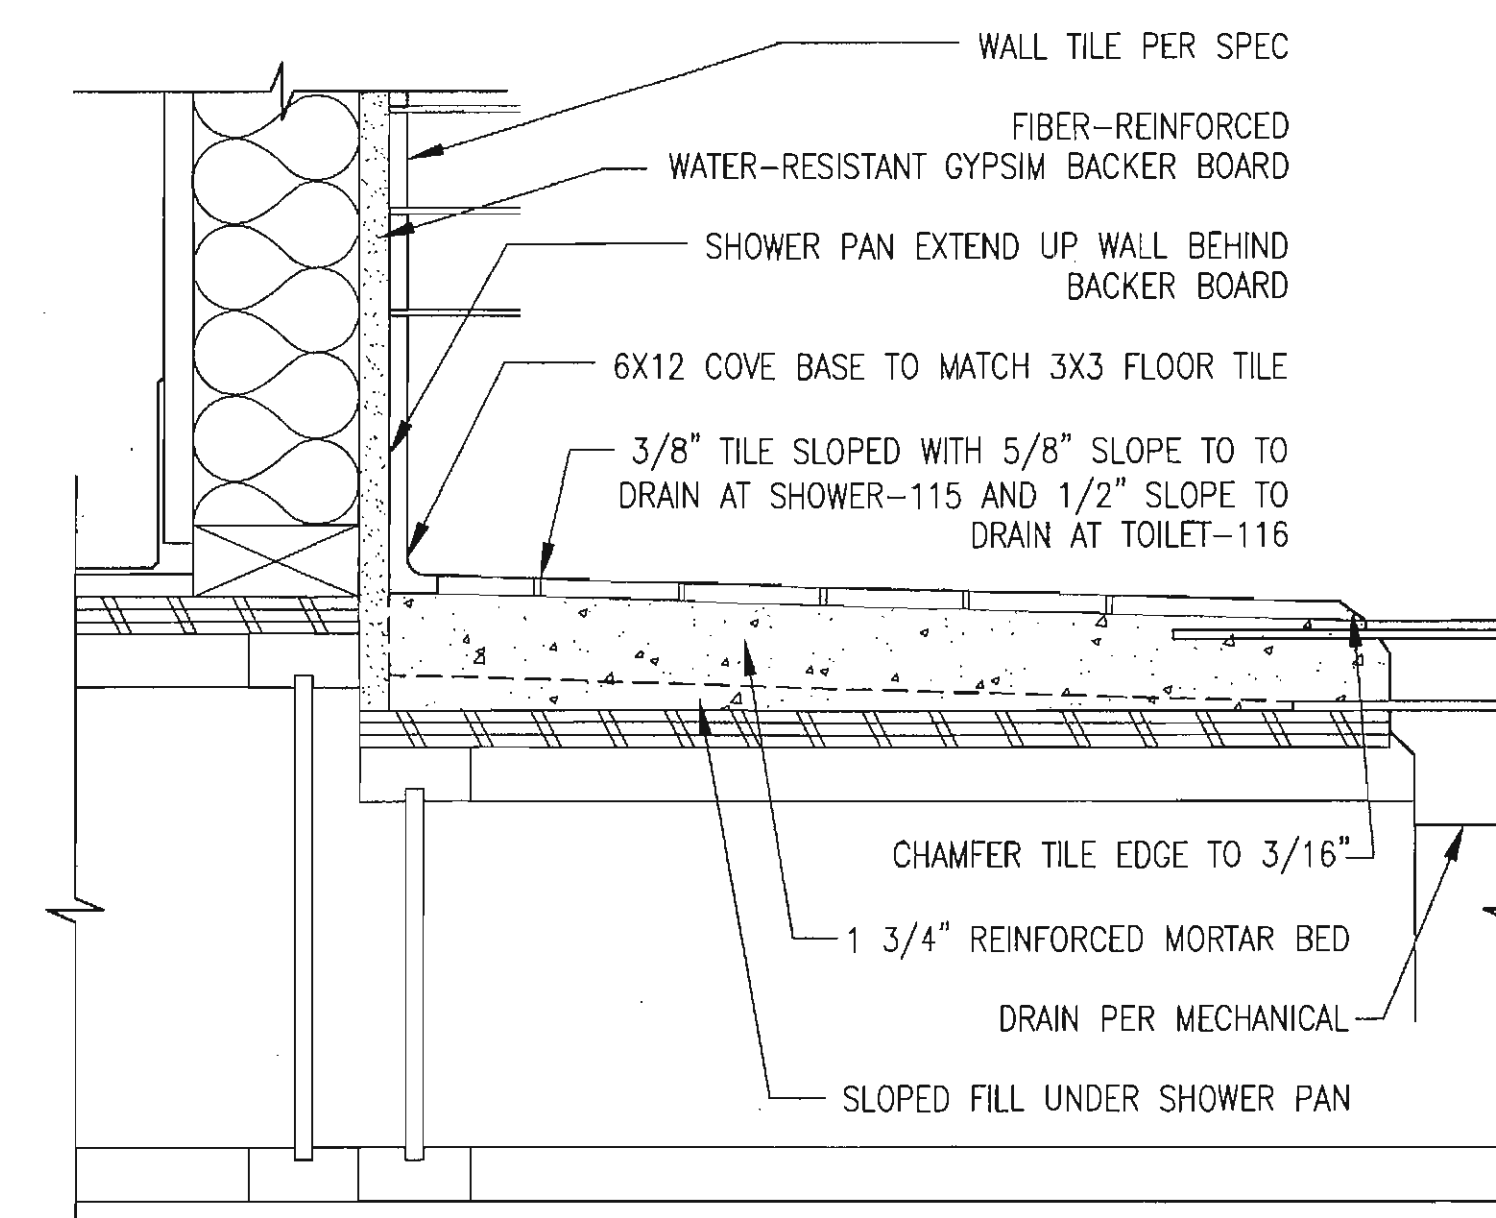 WALL TILE PER SPEC
FIBER-REINFORCED
WATER-RESISTANT GYPSIM BACKER BOARD
SHOWER PAN EXTEND UP WALL BEHIND
BACKER BOARD
6X12 COVE BASE TO MATCH 3X3 FLOOR TILE
3/8" TILE SLOPED WITH 5/8" SLOPE TO TO
DRAIN AT SHOWER-115 AND 1/2" SLOPE TO
DRAIN AT TOILET-116
CHAMFER TILE EDGE TO 3/16"
1 3/4" REINFORCED MORTAR BED
DRAIN PER MECHANICAL
SLOPED FILL UNDER SHOWER PAN